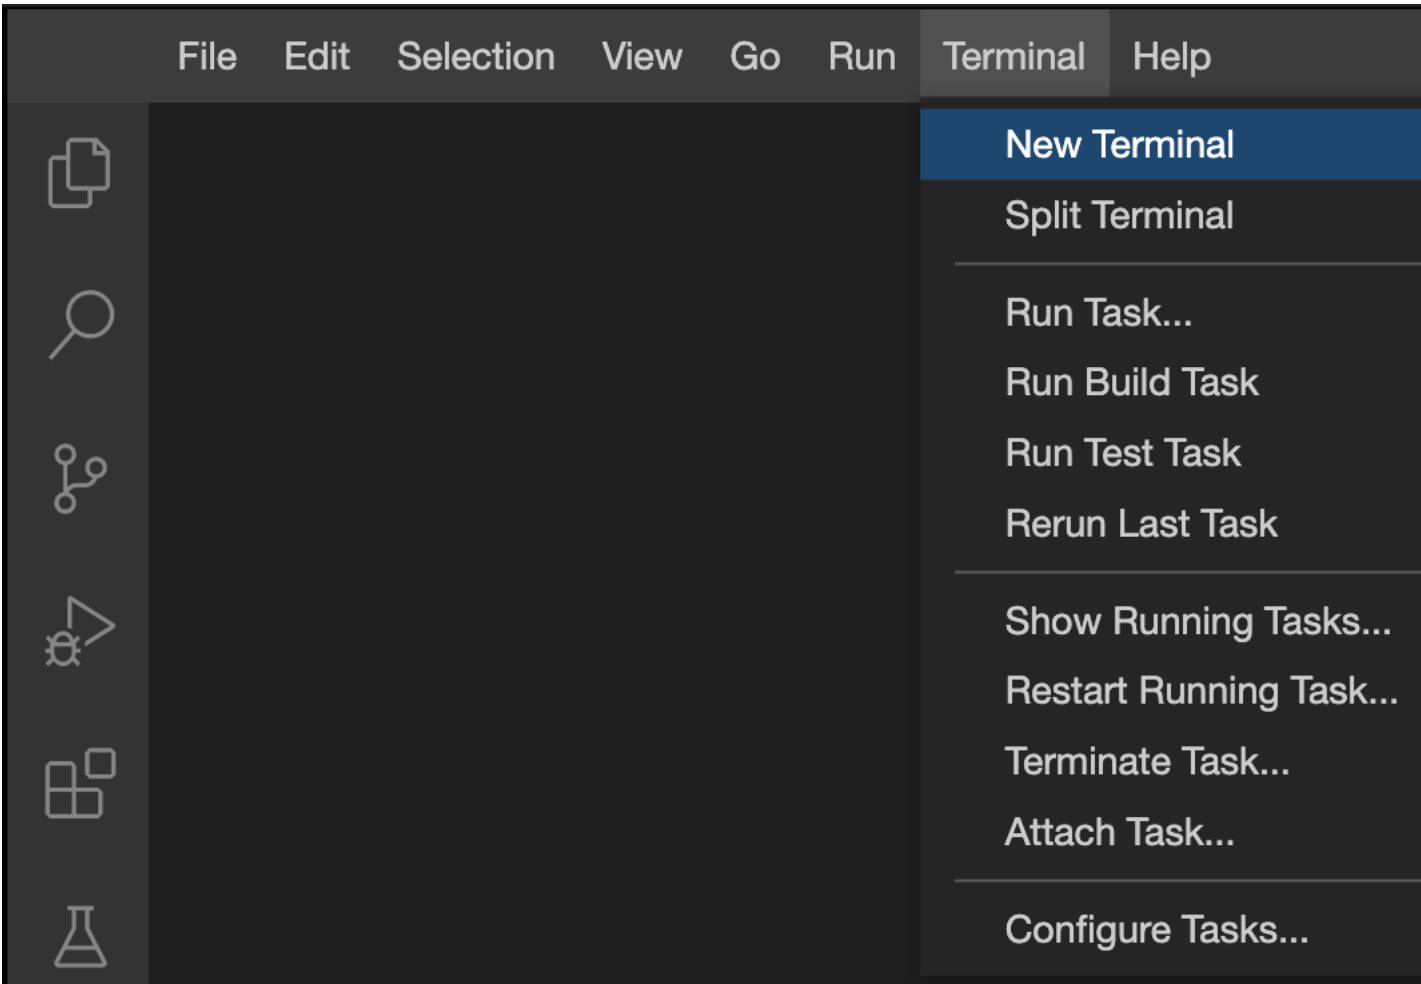 File Edit Selection View Go Run Terminal Help
New Terminal
Split Terminal
Run Task...
Run Build Task
Run Test Task
Rerun Last Task
Show Running Tasks...
Restart Running Task...
Terminate Task...
Attach Task...
Configure Tasks...